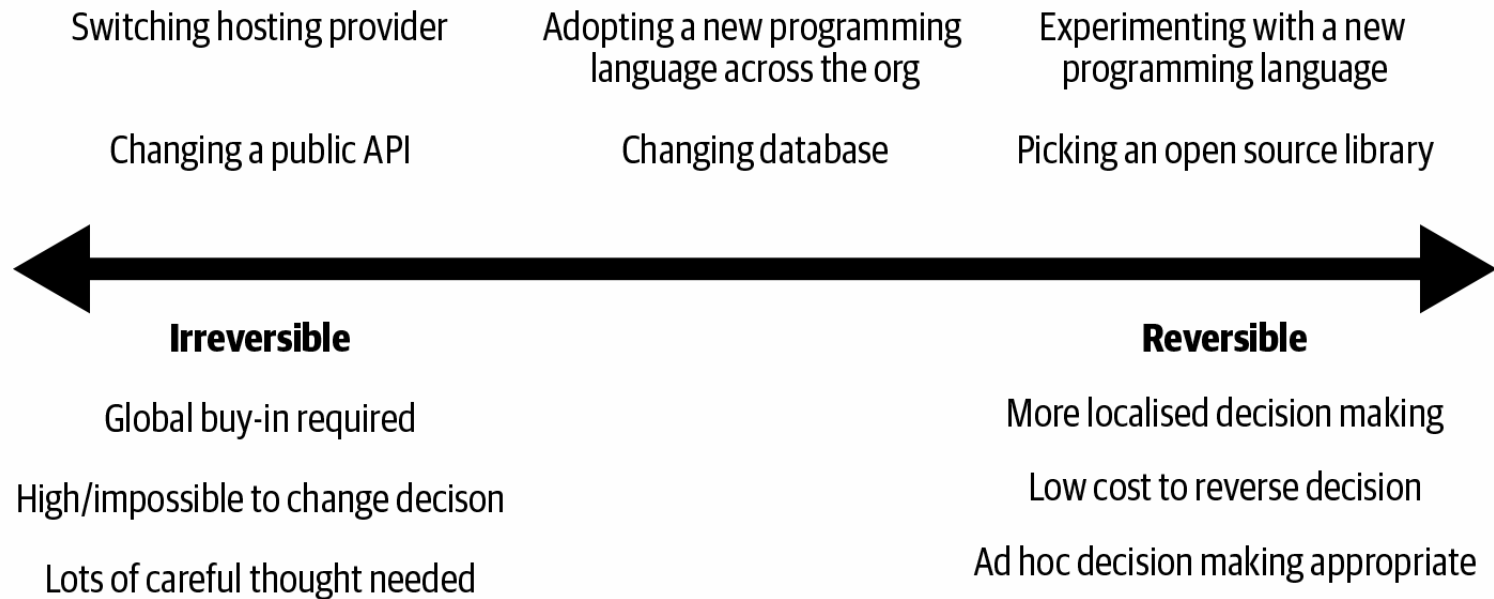 Switching hosting provider
Adopting a new programming
language across the org
Experimenting with a new
programming language
Changing a public API
Changing database
Picking an open source library
Irreversible
Reversible
Global buy-in required
More localised decision making
High/impossible to change decison
Low cost to reverse decision
Lots of careful thought needed
Ad hoc decision making appropriate